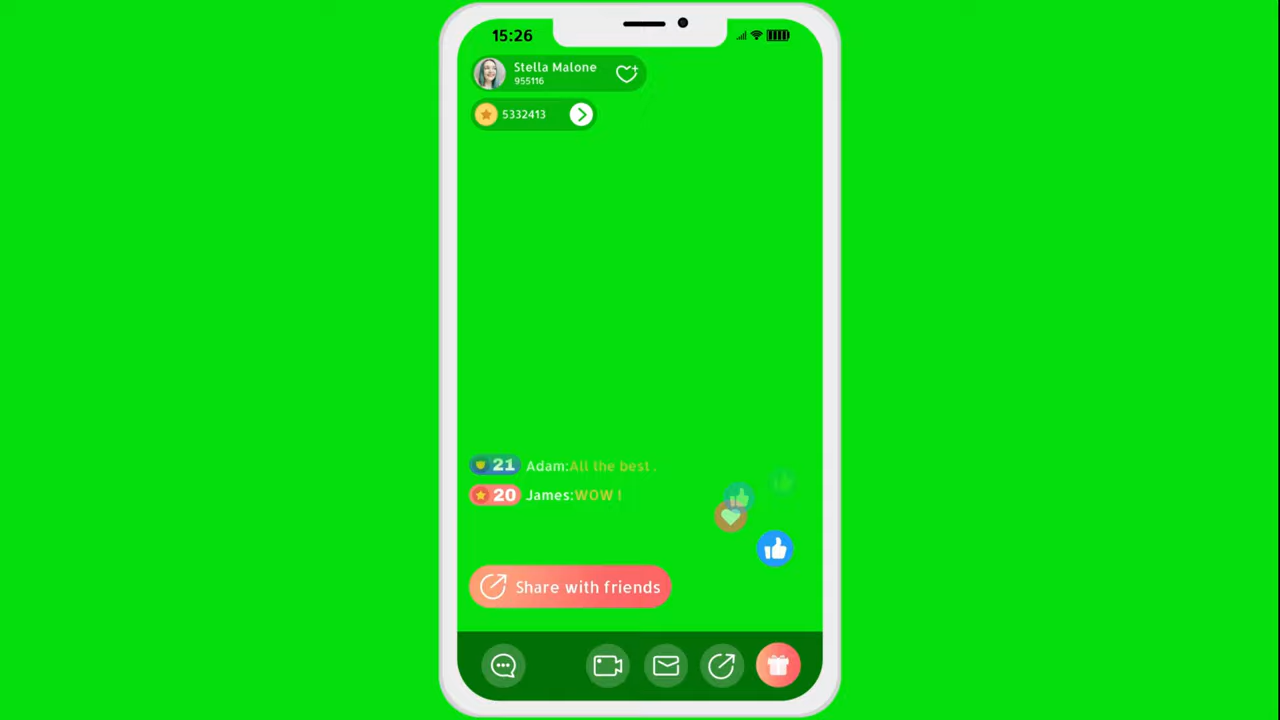 15:26
Stella Malone
955116
5332413
21 Adam:All the best .
20 James:WOW !
Share with friends